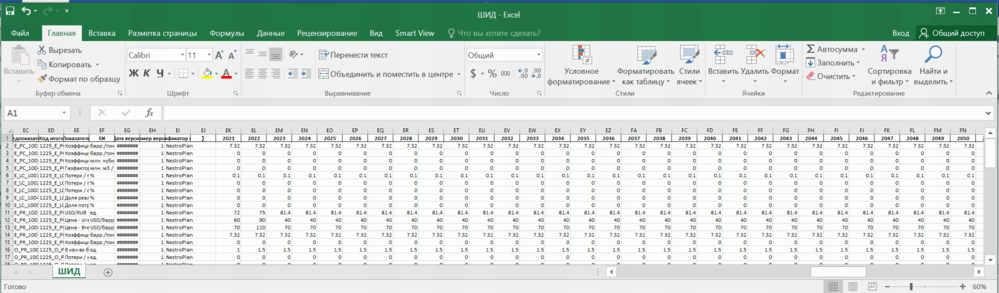 ШИД - Excel
Файл Главная Вставка Разметка страницы Формулы Данные Рецензирование Вид Smart View Что вы хотите сделать? Вход Общий доступ
Вставить Вырезать Копировать Формат по образцу
Буфер обмена
Calibri 11
Ж К Ч
Шрифт
Перенести текст
Объединить и поместить в центре
Выравнивание
Общий
$ % 000
Число
Условное форматирование Форматировать как таблицу Стили ячеек
Стили
Вставить Удалить Формат
Ячейки
Σ Автосумма
Заполнить
Очистить
Сортировка и фильтр
Найти и выделить
Редактирование
A1 fx
EC ED EE EF EG EH EI EJ EK EL EM EN EO EP EQ ER ES ET EU EV EW EX EY EZ FA FB FC FD FE FF FG FH FI FJ FK FL FM FN
1 Код итого Показатель ЕИ Дата верси омер верси ификатор Σ 2021 2022 2023 2024 2025 2026 2027 2028 2029 2030 2031 2032 2033 2034 2035 2036 2037 2038 2039 2040 2041 2042 2043 2044 2045 2046 2047 2048 2049 2050
2 E_PC_100 1225_E_P Коэффици барр./тон ######## 1 NestroPlan 7.32 7.32 7.32 7.32 7.32 7.32 7.32 7.32 7.32 7.32 7.32 7.32 7.32 7.32 7.32 7.32 7.32 7.32 7.32 7.32 7.32 7.32 7.32 7.32 7.32 7.32 7.32 7.32 7.32 7.32
3 E_PC_100 1225_E_P Коэффици барр./тон ######## 1 NestroPlan 0 0 0 0 0 0 0 0 0 0 0 0 0 0 0 0 0 0 0 0 0 0 0 0 0 0 0 0 0 0
4 E_PC_100 1225_E_P Коэффици млн. куби ######## 1 NestroPlan 0 0 0 0 0 0 0 0 0 0 0 0 0 0 0 0 0 0 0 0 0 0 0 0 0 0 0 0 0 0
5 E_PC_100 1225_E_P Газфактор млн. м3 / ######## 1 NestroPlan 0 0 0 0 0 0 0 0 0 0 0 0 0 0 0 0 0 0 0 0 0 0 0 0 0 0 0 0 0 0
6 E_LC_1001 1225_E_LC Потери / г % ######## 1 NestroPlan 0.1 0.1 0.1 0.1 0.1 0.1 0.1 0.1 0.1 0.1 0.1 0.1 0.1 0.1 0.1 0.1 0.1 0.1 0.1 0.1 0.1 0.1 0.1 0.1 0.1 0.1 0.1 0.1 0.1 0.1
7 E_LC_1002 1225_E_LC Потери / г % ######## 1 NestroPlan 0 0 0 0 0 0 0 0 0 0 0 0 0 0 0 0 0 0 0 0 0 0 0 0 0 0 0 0 0 0
8 E_LC_1003 1225_E_LC Потери / г % ######## 1 NestroPlan 0 0 0 0 0 0 0 0 0 0 0 0 0 0 0 0 0 0 0 0 0 0 0 0 0 0 0 0 0 0
9 E_LC_1004 1225_E_LC Доля реал % ######## 1 NestroPlan 0 0 0 0 0 0 0 0 0 0 0 0 0 0 0 0 0 0 0 0 0 0 0 0 0 0 0 0 0 0
10 E_LC_1005 1225_E_LC Доля потр % ######## 1 NestroPlan 0 0 0 0 0 0 0 0 0 0 0 0 0 0 0 0 0 0 0 0 0 0 0 0 0 0 0 0 0 0
11 E_PR_100 1225_E_P USD/RUB ед. ######## 1 NestroPlan 72 75 81.4 81.4 81.4 81.4 81.4 81.4 81.4 81.4 81.4 81.4 81.4 81.4 81.4 81.4 81.4 81.4 81.4 81.4 81.4 81.4 81.4 81.4 81.4 81.4 81.4 81.4 81.4 81.4
12 E_PR_100 1225_E_P Цена - Ura USD/барр ######## 1 NestroPlan 60 90 40 40 40 40 40 40 40 40 40 40 40 40 40 40 40 40 40 40 40 40 40 40 40 40 40 40 40 40
13 E_PR_100 1225_E_P Цена - Bre USD/барр ######## 1 NestroPlan 70 110 70 70 70 70 70 70 70 70 70 70 70 70 70 70 70 70 70 70 70 70 70 70 70 70 70 70 70 70
14 E_PR_100 1225_E_P Коэффици барр./тон ######## 1 NestroPlan 7.32 7.32 7.32 7.32 7.32 7.32 7.32 7.32 7.32 7.32 7.32 7.32 7.32 7.32 7.32 7.32 7.32 7.32 7.32 7.32 7.32 7.32 7.32 7.32 7.32 7.32 7.32 7.32 7.32 7.32
15 E_PR_100 1225_E_P Коэффици барр./тон ######## 1 NestroPlan 0 0 0 0 0 0 0 0 0 0 0 0 0 0 0 0 0 0 0 0 0 0 0 0 0 0 0 0 0 0
16 O_PR_100 1225_O_P В кач-ве б ед. ######## 1 NestroPlan 1 1.5 1.5 1.5 1.5 1.5 1.5 1.5 1.5 1.5 1.5 1.5 1.5 1.5 1.5 1.5 1.5 1.5 1.5 1.5 1.5 1.5 1.5 1.5 1.5 1.5 1.5 1.5 1.5 1.5
17 O_PR_100 1225_O_P Потери / ед. ######## 1 NestroPlan 0 0 0 0 0 0 0 0 0 0 0 0 0 0 0 0 0 0 0 0 0 0 0 0 0 0 0 0 0 0
ШИД
Готово 60%